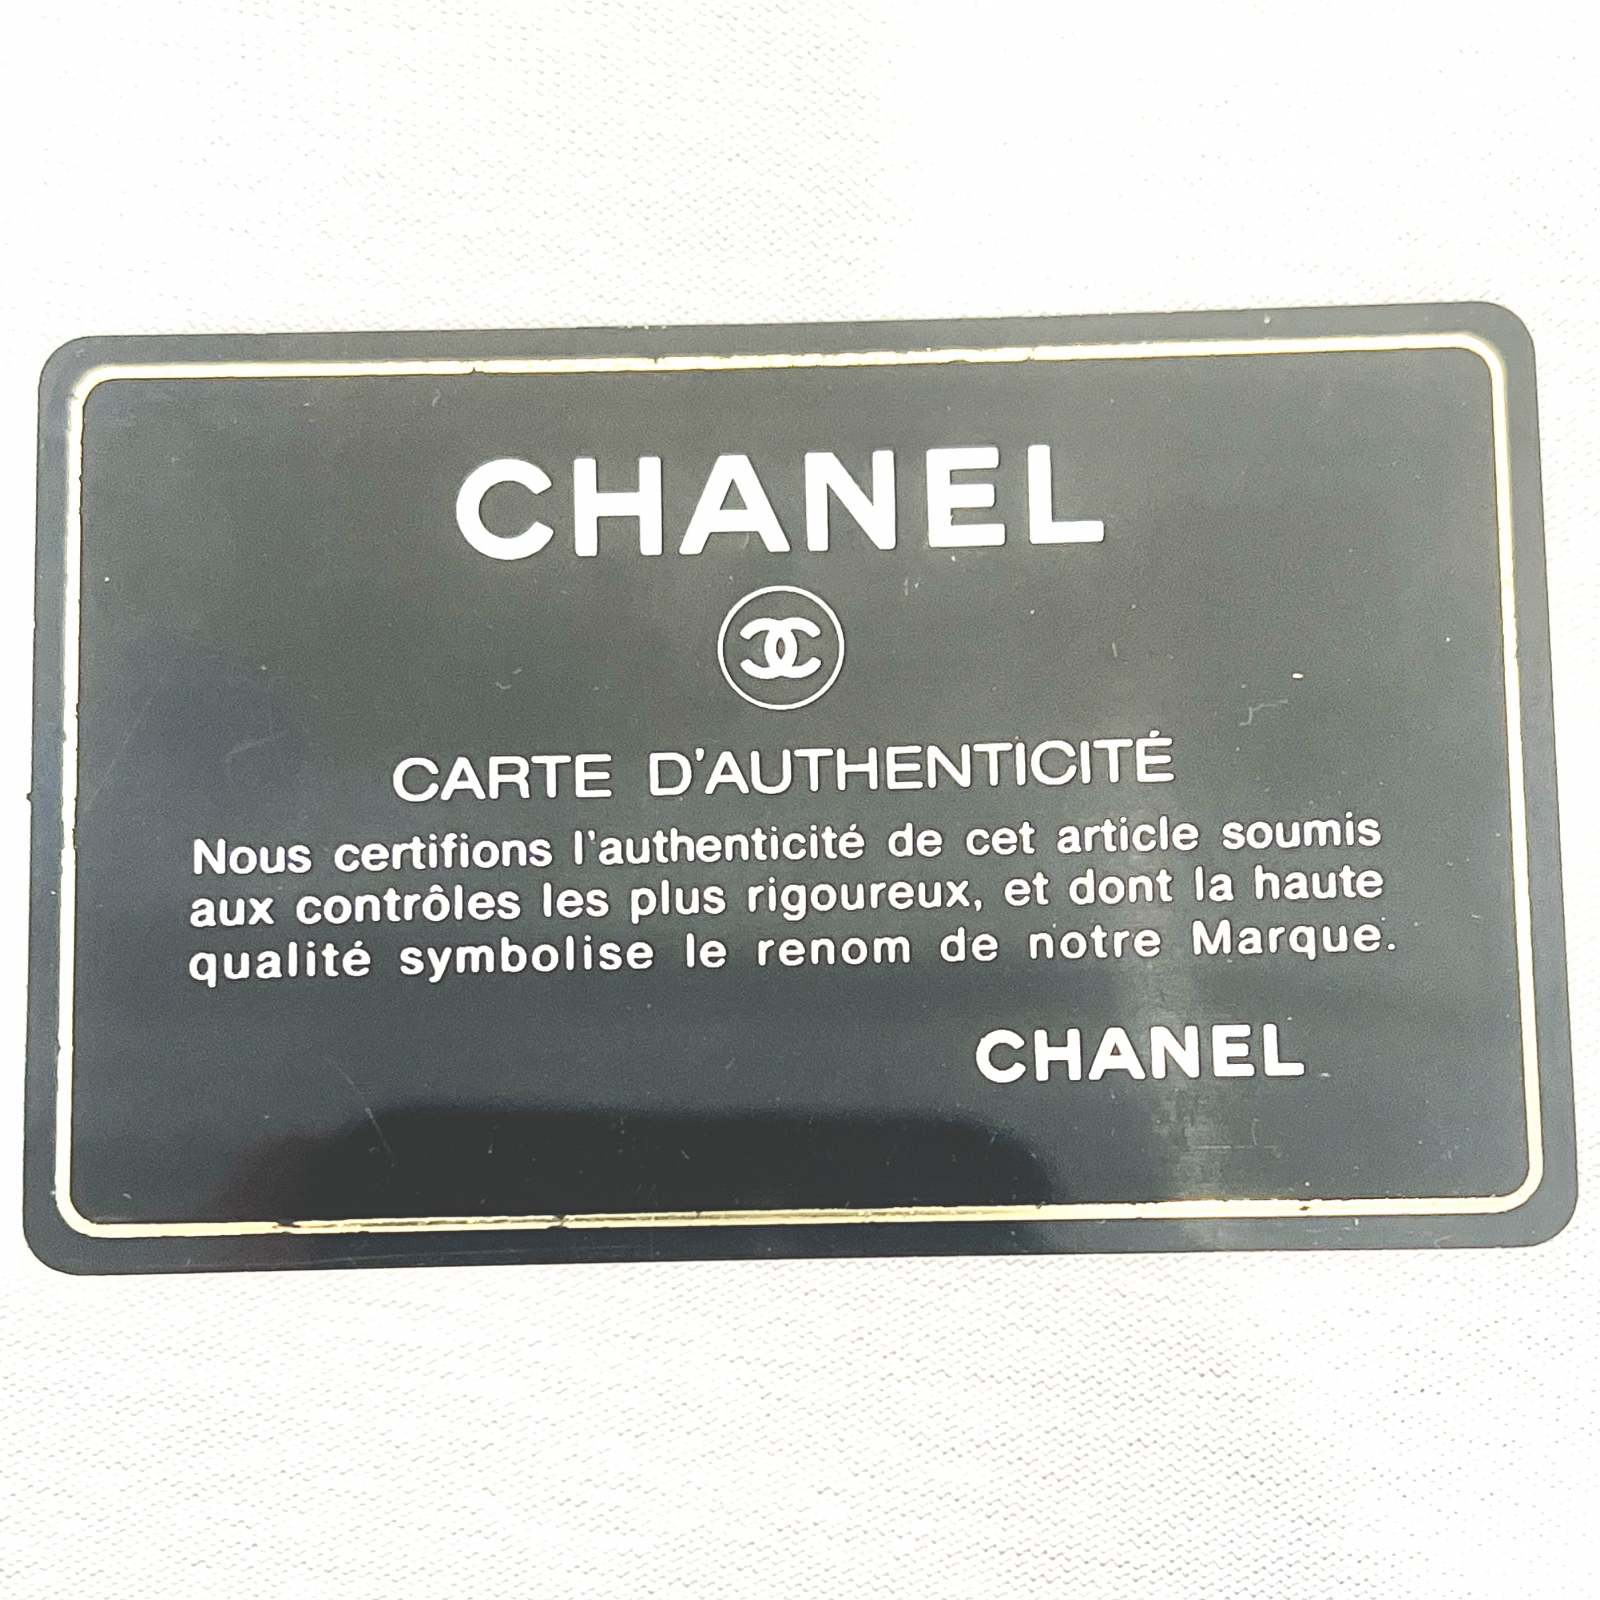 CHANEL
CARTE D'AUTHENTICITÉ
Nous certifions l'authenticité de cet article soumis
aux contrôles les plus rigoureux, et dont la haute
qualité symbolise le renom de notre Marque.
CHANEL